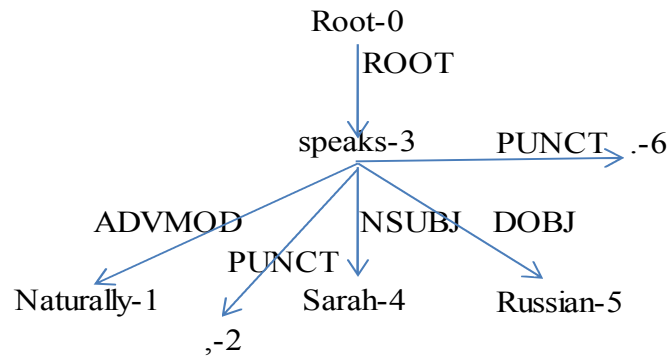 Root-0
ROOT
speaks-3 PUNCT .-6
ADVMOD NSUBJ DOBJ
PUNCT
Naturally-1 Sarah-4 Russian-5
,-2